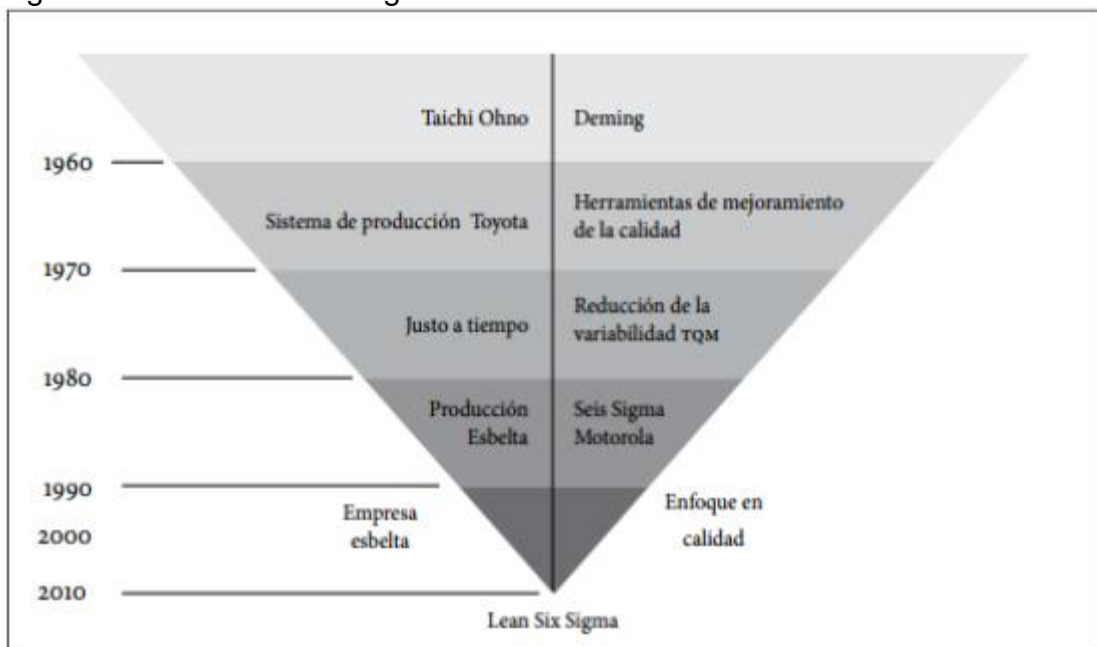 Taichi Ohno
Deming
1960
Sistema de producción Toyota
Herramientas de mejoramiento
de la calidad
1970
Justo a tiempo
Reducción de la
variabilidad TQM
1980
Producción
Esbelta
Seis Sigma
Motorola
1990
Empresa
esbelta
Enfoque en
calidad
2000
2010
Lean Six Sigma